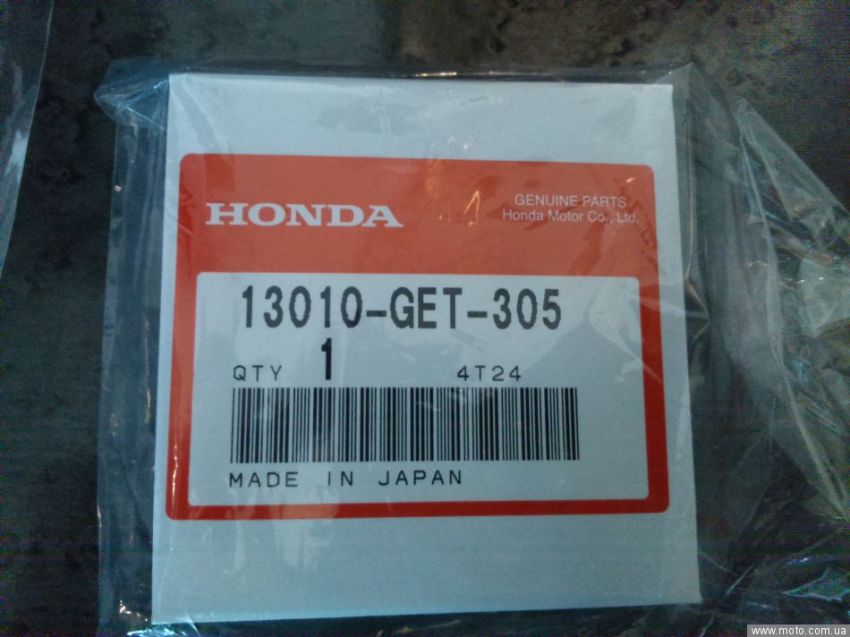 HONDA
GENUINE PARTS
Honda Motor Co., Ltd.
13010-GET-305
QTY 1 4T24
MADE IN JAPAN
www.moto.com.ua